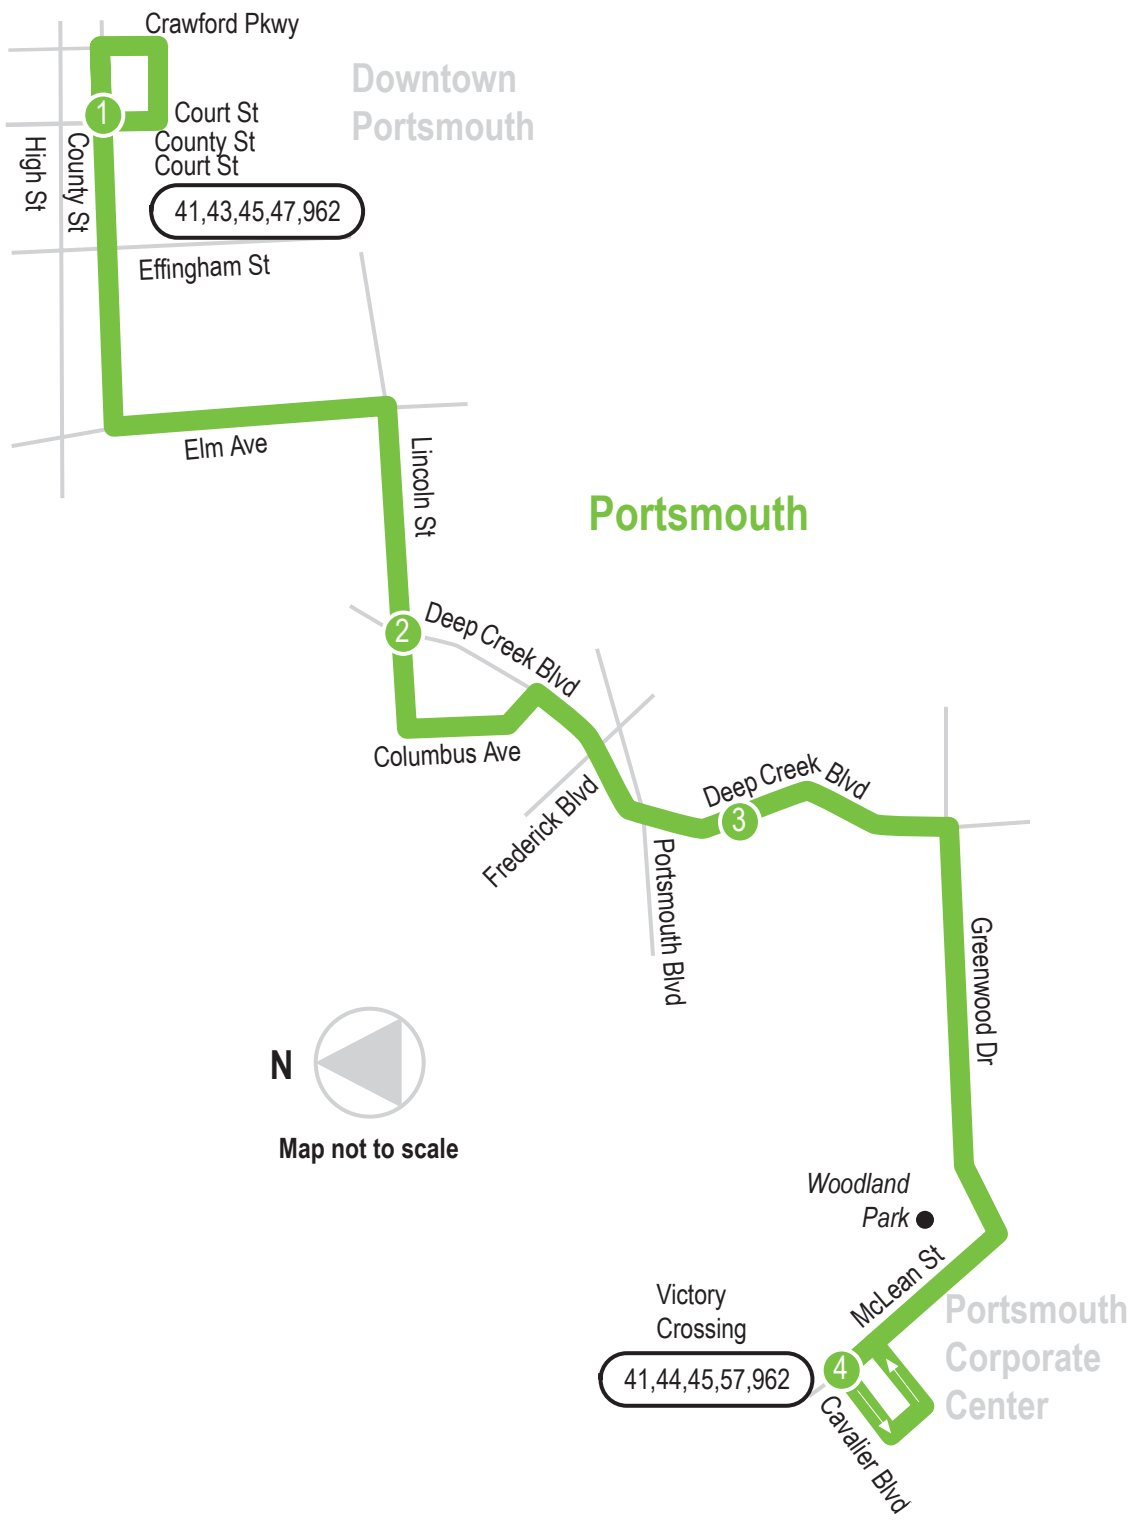 Crawford Pkwy
Downtown
Portsmouth
1
Court St
County St
Court St
High St
County St
41,43,45,47,962
Effingham St
Elm Ave
Lincoln St
Portsmouth
2
Deep Creek Blvd
Columbus Ave
Frederick Blvd
Deep Creek Blvd
3
Portsmouth Blvd
Greenwood Dr
N
Map not to scale
Woodland
Park
McLean St
Victory
Crossing
Portsmouth
Corporate
Center
41,44,45,57,962
4
Cavalier Blvd